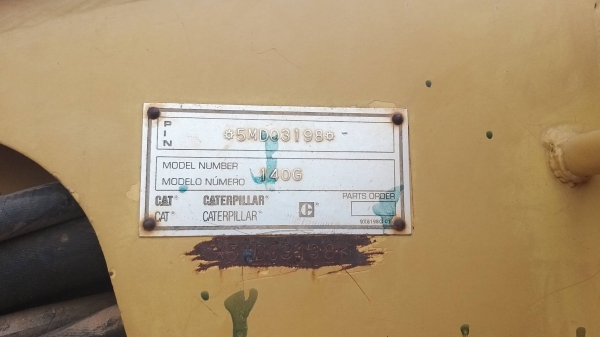 PIN *5MD03198*
MODEL NUMBER
MODELO NÚMERO 140G
CAT® CATERPILLAR® PARTS ORDER
CAT® CATERPILLAR®